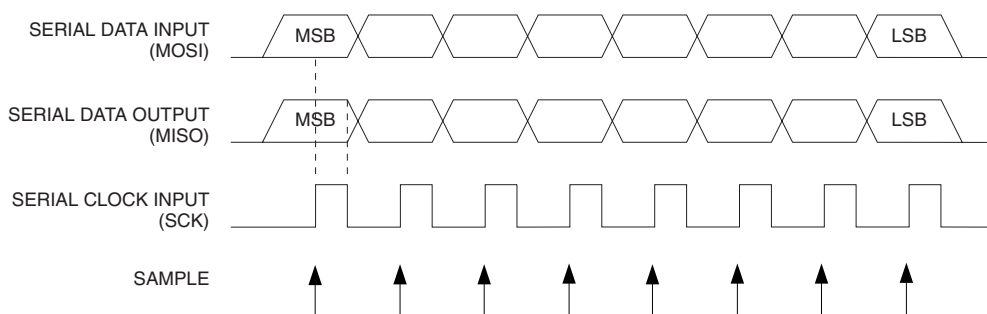 SERIAL DATA INPUT
(MOSI)
MSB
LSB
SERIAL DATA OUTPUT
(MISO)
MSB
LSB
SERIAL CLOCK INPUT
(SCK)
SAMPLE